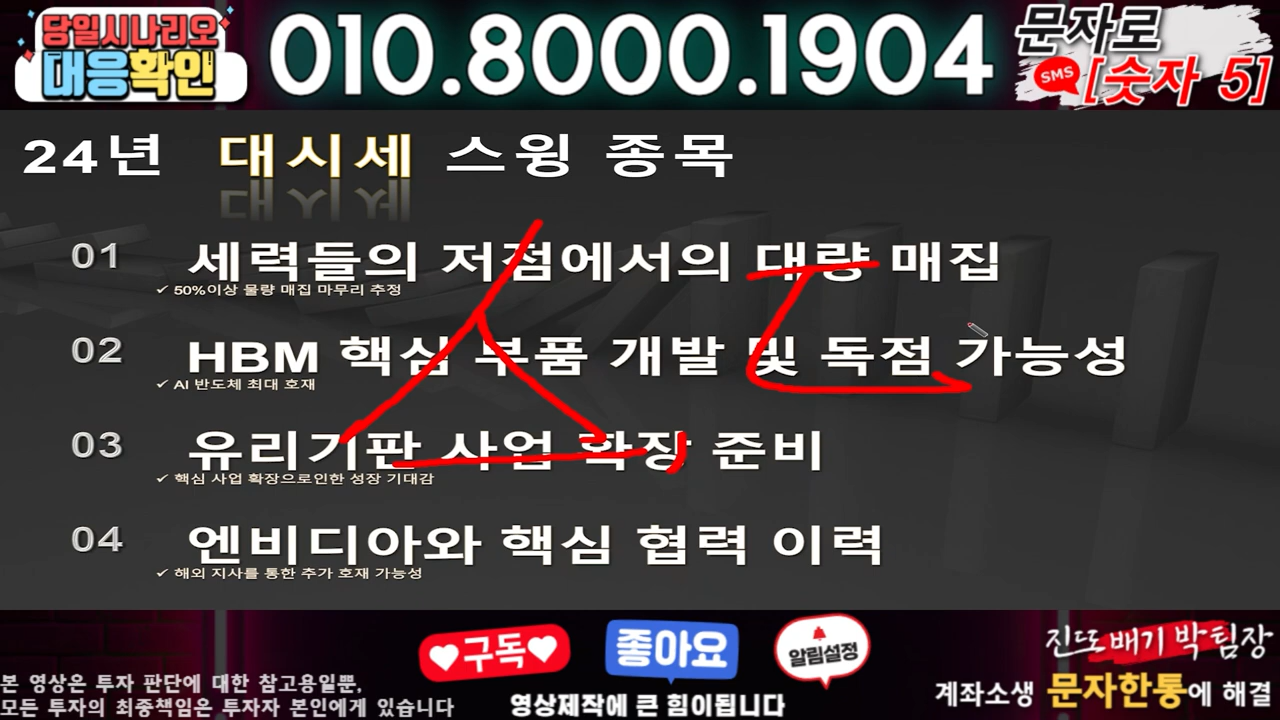 당일시나리오
대응확인
010.8000.1904
문자로
SMS [숫자 5]
24년 대시세 스윙 종목
01 세력들의 저점에서의 대량 매집
✓ 50%이상 물량 매집 마무리 추정
02 HBM 핵심 부품 개발 및 독점 가능성
✓ AI 반도체 최대 호재
03 유리기판 사업 확장 준비
✓ 핵심 사업 확장으로인한 성장 기대감
04 엔비디아와 핵심 협력 이력
✓ 해외 지사를 통한 추가 호재 가능성
구독
좋아요
알림설정
영상제작에 큰 힘이됩니다
본 영상은 투자 판단에 대한 참고용일뿐,
모든 투자의 최종책임은 투자자 본인에게 있습니다
진또배기 박팀장
계좌소생 문자한통에 해결